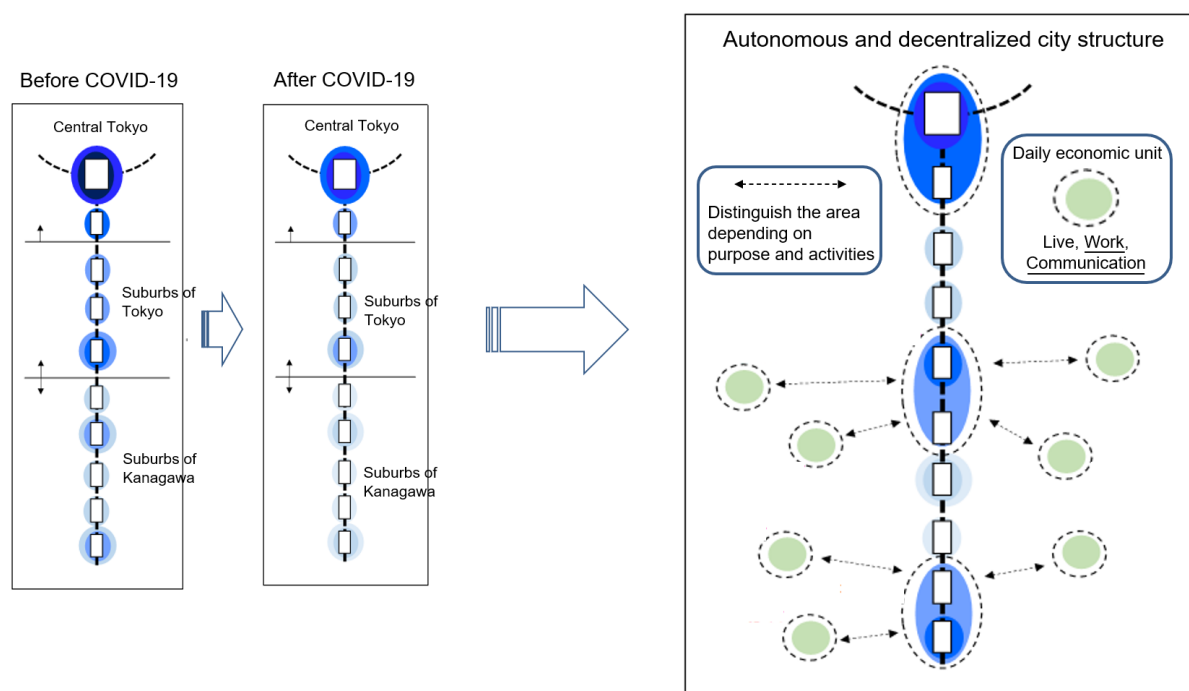 Before COVID-19
Central Tokyo
Suburbs of
Tokyo
Suburbs of
Kanagawa
After COVID-19
Central Tokyo
Suburbs of
Tokyo
Suburbs of
Kanagawa
Autonomous and decentralized city structure
Distinguish the area
depending on
purpose and activities
Daily economic unit
Live, Work,
Communication